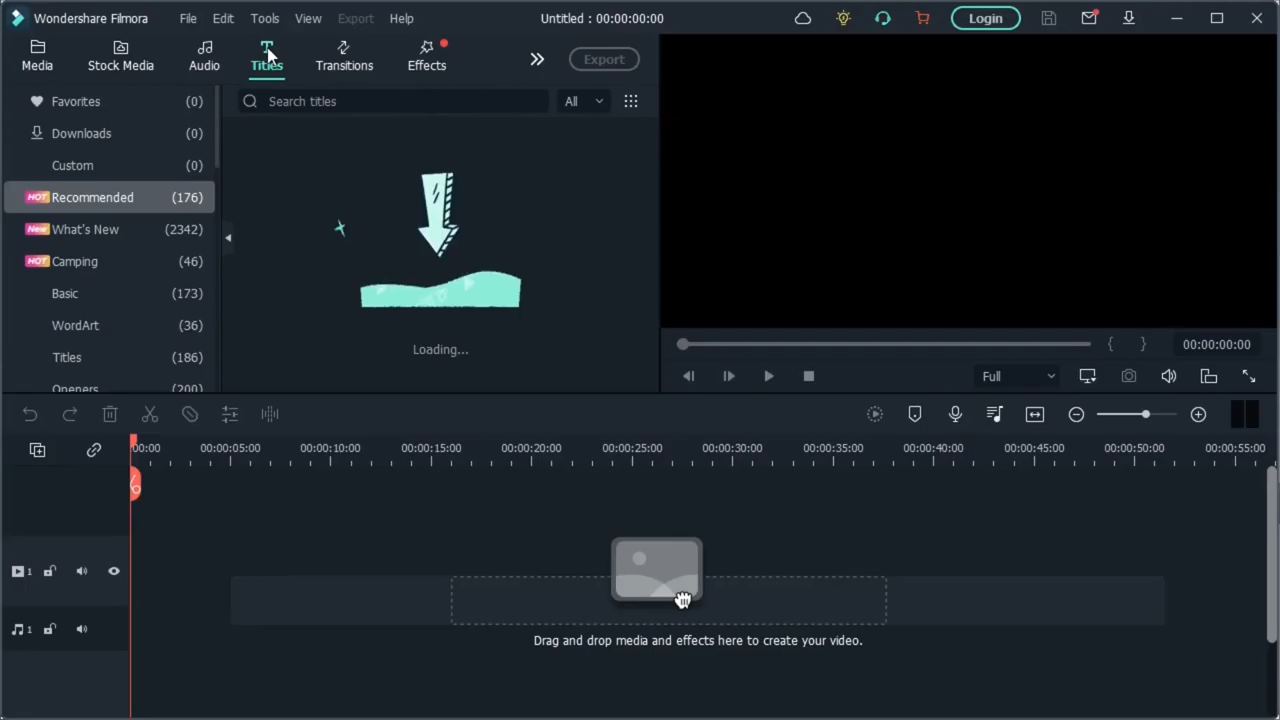 Wondershare Filmora File Edit Tools View Export Help Untitled : 00:00:00:00 Login
Media Stock Media Audio Titles Transitions Effects Export
Search titles All
Favorites (0)
Downloads (0)
Custom (0)
HOT Recommended (176)
New What's New (2342)
HOT Camping (46)
Basic (173)
WordArt (36)
Titles (186)
Openers (200)
Loading...
{ } 00:00:00:00
Full
00:00 00:00:05:00 00:00:10:00 00:00:15:00 00:00:20:00 00:00:25:00 00:00:30:00 00:00:35:00 00:00:40:00 00:00:45:00 00:00:50:00 00:00:55:00
1
Drag and drop media and effects here to create your video.
1